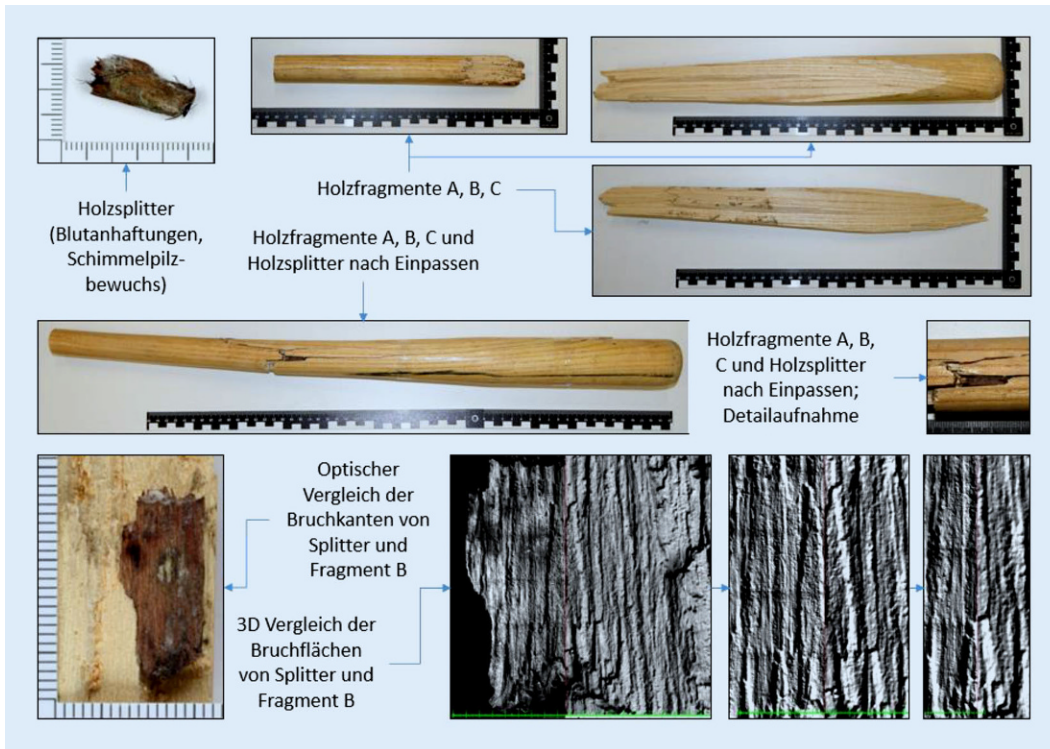 Holzsplitter
(Blutanhaftungen,
Schimmelpilz-
bewuchs)
Holzfragmente A, B, C
Holzfragmente A, B, C und
Holzsplitter nach Einpassen
Holzfragmente A, B,
C und Holzsplitter
nach Einpassen;
Detailaufnahme
Optischer
Vergleich der
Bruchkanten von
Splitter und
Fragment B
3D Vergleich der
Bruchflächen
von Splitter und
Fragment B